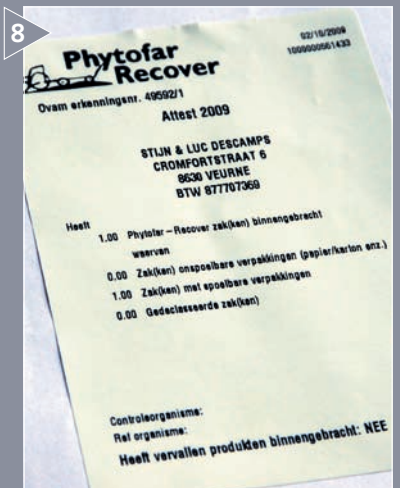 8
02/10/2009
1000000561433
Phytofar
Recover
Ovam erkenningsnr. 49592/1
Attest 2009
STIJN & LUC DESCAMPS
CROMFORTSTRAAT 6
8630 VEURNE
BTW 877707369
Heeft
1.00 Phytofar-Recover zak(ken) binnengebracht
waarvan
0.00 Zak(ken) onspoelbare verpakkingen (papier/karton enz.)
1.00 Zak(ken) met spoelbare verpakkingen
0.00 Gedeclasseerde zak(ken)
Controleorganisme:
Ref organisme:
Heeft vervallen produkten binnengebracht: NEE